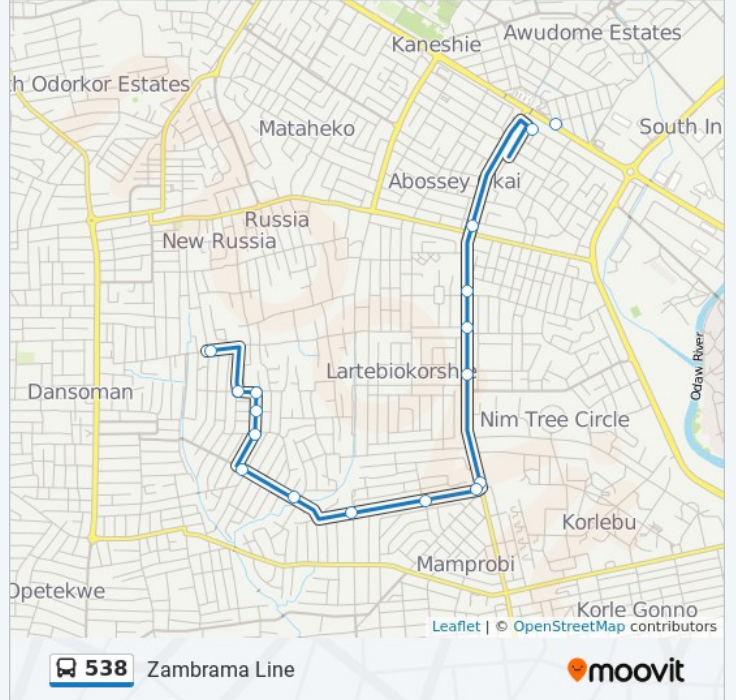 Awudome Estates
Kaneshie
h Odorkor Estates
Mataheko
South In
Abossey kai
Russia
New Russia
Odaw River
Lartebiokorshe
Dansoman
Nim Tree Circle
Korlebu
Mamprobi
Opetekwe
Korle Gonno
Leaflet | © OpenStreetMap contributors
538 Zambrama Line
moovit